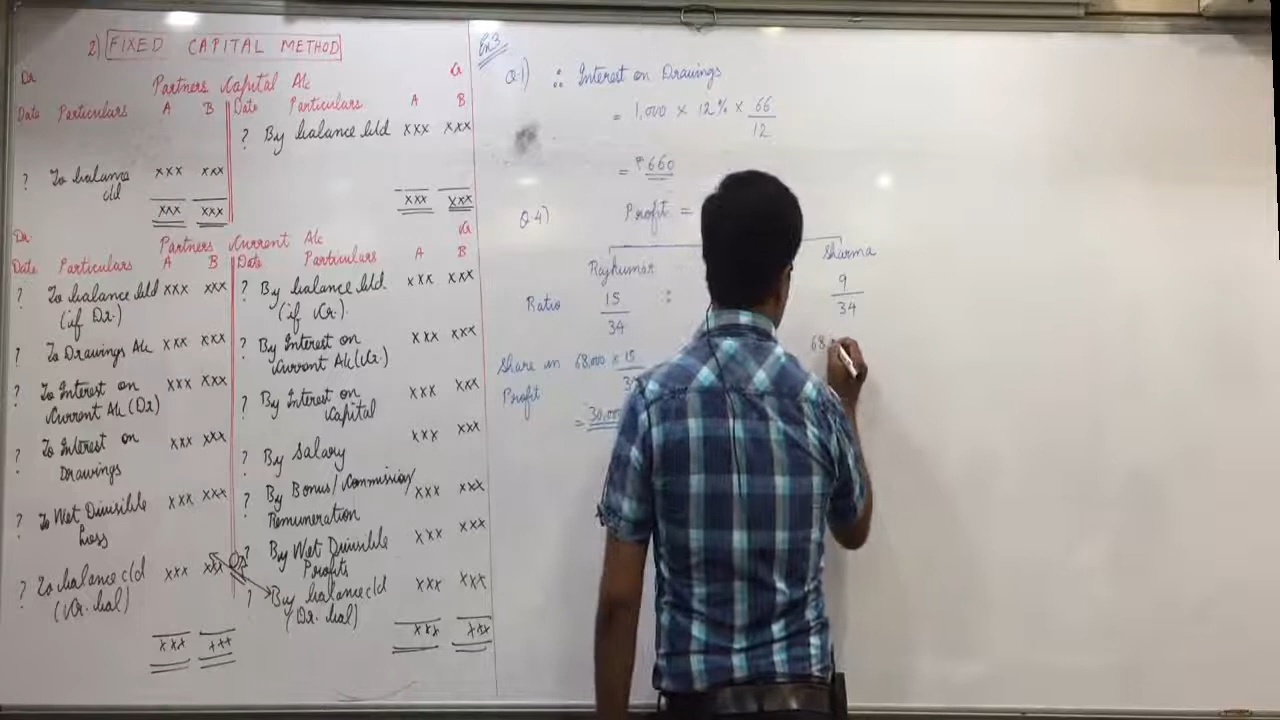 2) FIXED CAPITAL METHOD
Dr Partners Capital A/c Cr
Date Particulars A B Date Particulars A B
? By balance b/d xxx xxx
? To balance c/d xxx xxx
xxx xxx xxx xxx
Dr Partners Current A/c Cr
Date Particulars A B Date Particulars A B
? To balance b/d xxx xxx ? By balance b/d. xxx xxx
(if Dr.) (if Cr.)
? To Drawings A/c xxx xxx ? By Interest on xxx xxx
Current A/c (Cr.)
? To Interest on xxx xxx
Current A/c (Dr) ? By Interest on xxx xxx
Capital
? To Interest on xxx xxx
Drawings ? By Salary xxx xxx
? By Bonus/Commission/ xxx xxx
Remuneration
? To Net Divisible xxx xxx
Loss ? By Net Divisible xxx xxx
Profits
? To balance c/d xxx xxx
(Cr. bal) ? By balance c/d xxx xxx
(Dr. bal)
xxx xxx xxx xxx
Ex 3
Q.1) ∴ Interest on Drawings
= 1,000 × 12% × 66
12
= ₹660
Q.4) Profit =
Rajkumar Sharma
Ratio 15 : 9
34 34
Share in 68,000 × 15 68
Profit
= 30,00